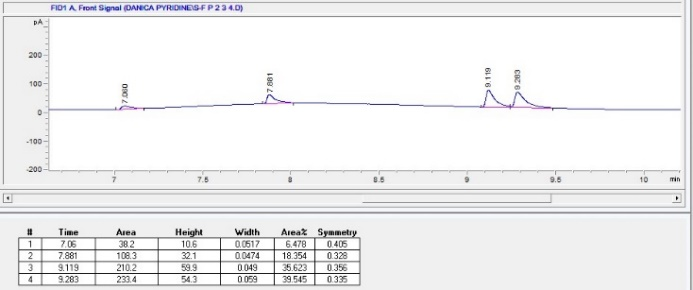 FID1 A, Front Signal (DANICA PYRIDINE\S-F P 2 3 4.D)
pA
200
100
0
-100
-200
7.060
7.881
9.119
9.283
7 7.5 8 8.5 9 9.5 10 min
# Time Area Height Width Area% Symmetry
1 7.06 38.2 10.6 0.0517 6.478 0.405
2 7.881 108.3 32.1 0.0474 18.354 0.328
3 9.119 210.2 59.9 0.049 35.623 0.356
4 9.283 233.4 54.3 0.059 39.545 0.335